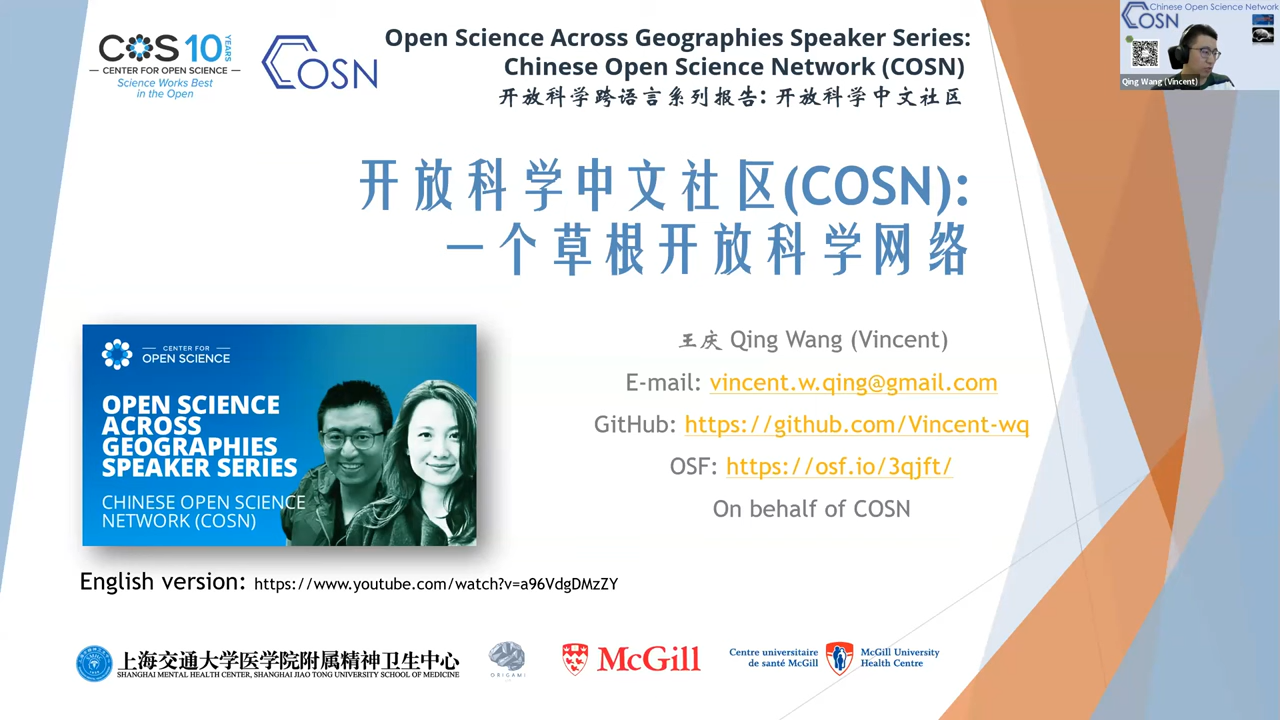 COS 10 YEARS
CENTER FOR OPEN SCIENCE
Science Works Best
in the Open
COSN
Open Science Across Geographies Speaker Series:
Chinese Open Science Network (COSN)
开放科学跨语言系列报告: 开放科学中文社区
Chinese Open Science Network
COSN
Qing Wang (Vincent)
开放科学中文社区(COSN):
一个草根开放科学网络
CENTER FOR
OPEN SCIENCE
OPEN SCIENCE
ACROSS
GEOGRAPHIES
SPEAKER SERIES
CHINESE OPEN SCIENCE
NETWORK (COSN)
王庆 Qing Wang (Vincent)
E-mail: vincent.w.qing@gmail.com
GitHub: https://github.com/Vincent-wq
OSF: https://osf.io/3qjft/
On behalf of COSN
English version: https://www.youtube.com/watch?v=a96VdgDMzZY
上海交通大学医学院附属精神卫生中心
SHANGHAI MENTAL HEALTH CENTER, SHANGHAI JIAO TONG UNIVERSITY SCHOOL OF MEDICINE
ORIGAMI
McGill
Centre universitaire
de santé McGill
McGill University
Health Centre